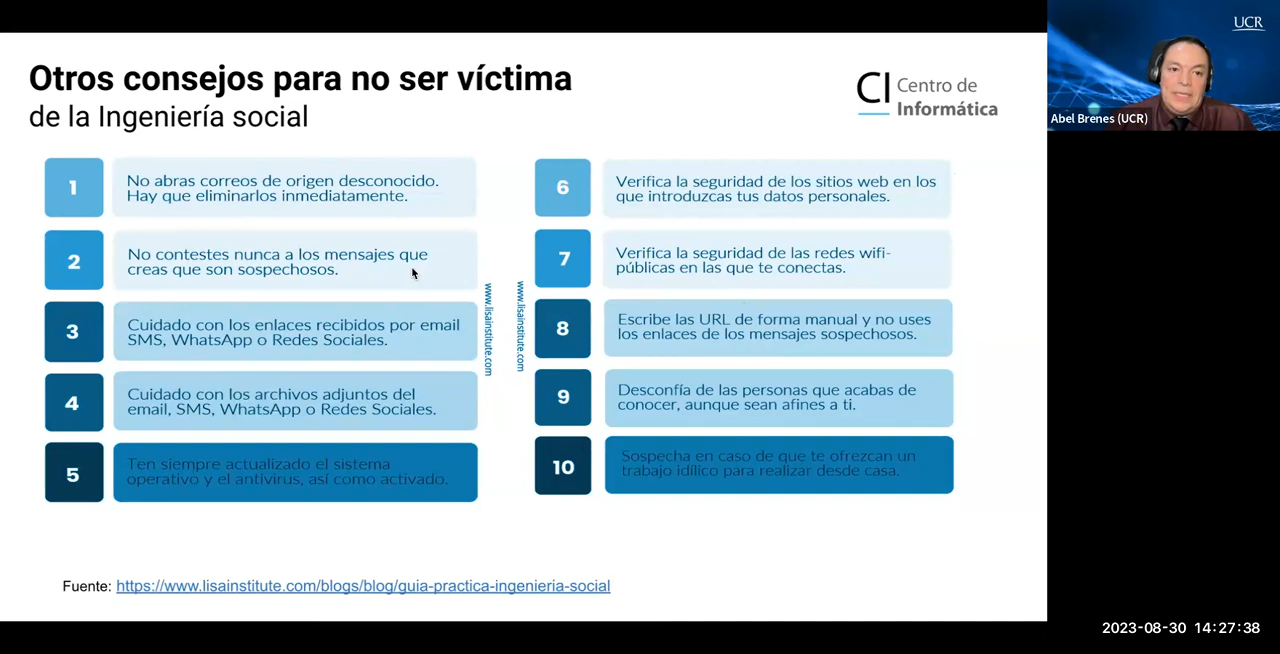 Otros consejos para no ser víctima
de la Ingeniería social
CI Centro de
Informática
1
No abras correos de origen desconocido.
Hay que eliminarlos inmediatamente.
2
No contestes nunca a los mensajes que
creas que son sospechosos.
3
Cuidado con los enlaces recibidos por email
SMS, WhatsApp o Redes Sociales.
4
Cuidado con los archivos adjuntos del
email, SMS, WhatsApp o Redes Sociales.
5
Ten siempre actualizado el sistema
operativo y el antivirus, así como activado.
www.lisainstitute.com
www.lisainstitute.com
6
Verifica la seguridad de los sitios web en los
que introduzcas tus datos personales.
7
Verifica la seguridad de las redes wifi-
públicas en las que te conectas.
8
Escribe las URL de forma manual y no uses
los enlaces de los mensajes sospechosos.
9
Desconfía de las personas que acabas de
conocer, aunque sean afines a ti.
10
Sospecha en caso de que te ofrezcan un
trabajo idílico para realizar desde casa.
Fuente: https://www.lisainstitute.com/blogs/blog/guia-practica-ingenieria-social
UCR
Abel Brenes (UCR)
2023-08-30 14:27:38